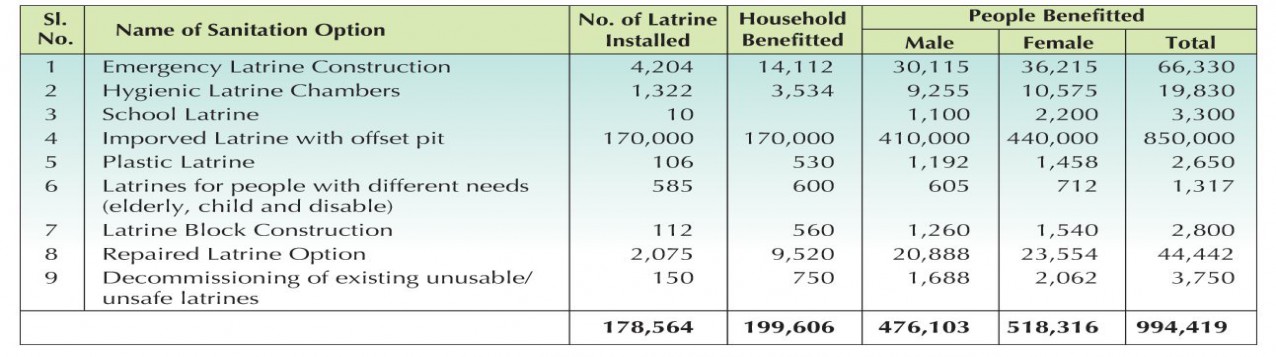 Sl. No. Name of Sanitation Option No. of Latrine Installed Household Benefitted People Benefitted
Male Female Total
1 Emergency Latrine Construction 4,204 14,112 30,115 36,215 66,330
2 Hygienic Latrine Chambers 1,322 3,534 9,255 10,575 19,830
3 School Latrine 10 1,100 2,200 3,300
4 Imporved Latrine with offset pit 170,000 170,000 410,000 440,000 850,000
5 Plastic Latrine 106 530 1,192 1,458 2,650
6 Latrines for people with different needs 585 600 605 712 1,317
(elderly, child and disable)
7 Latrine Block Construction 112 560 1,260 1,540 2,800
8 Repaired Latrine Option 2,075 9,520 20,888 23,554 44,442
9 Decommissioning of existing unusable/ 150 750 1,688 2,062 3,750
unsafe latrines
178,564 199,606 476,103 518,316 994,419